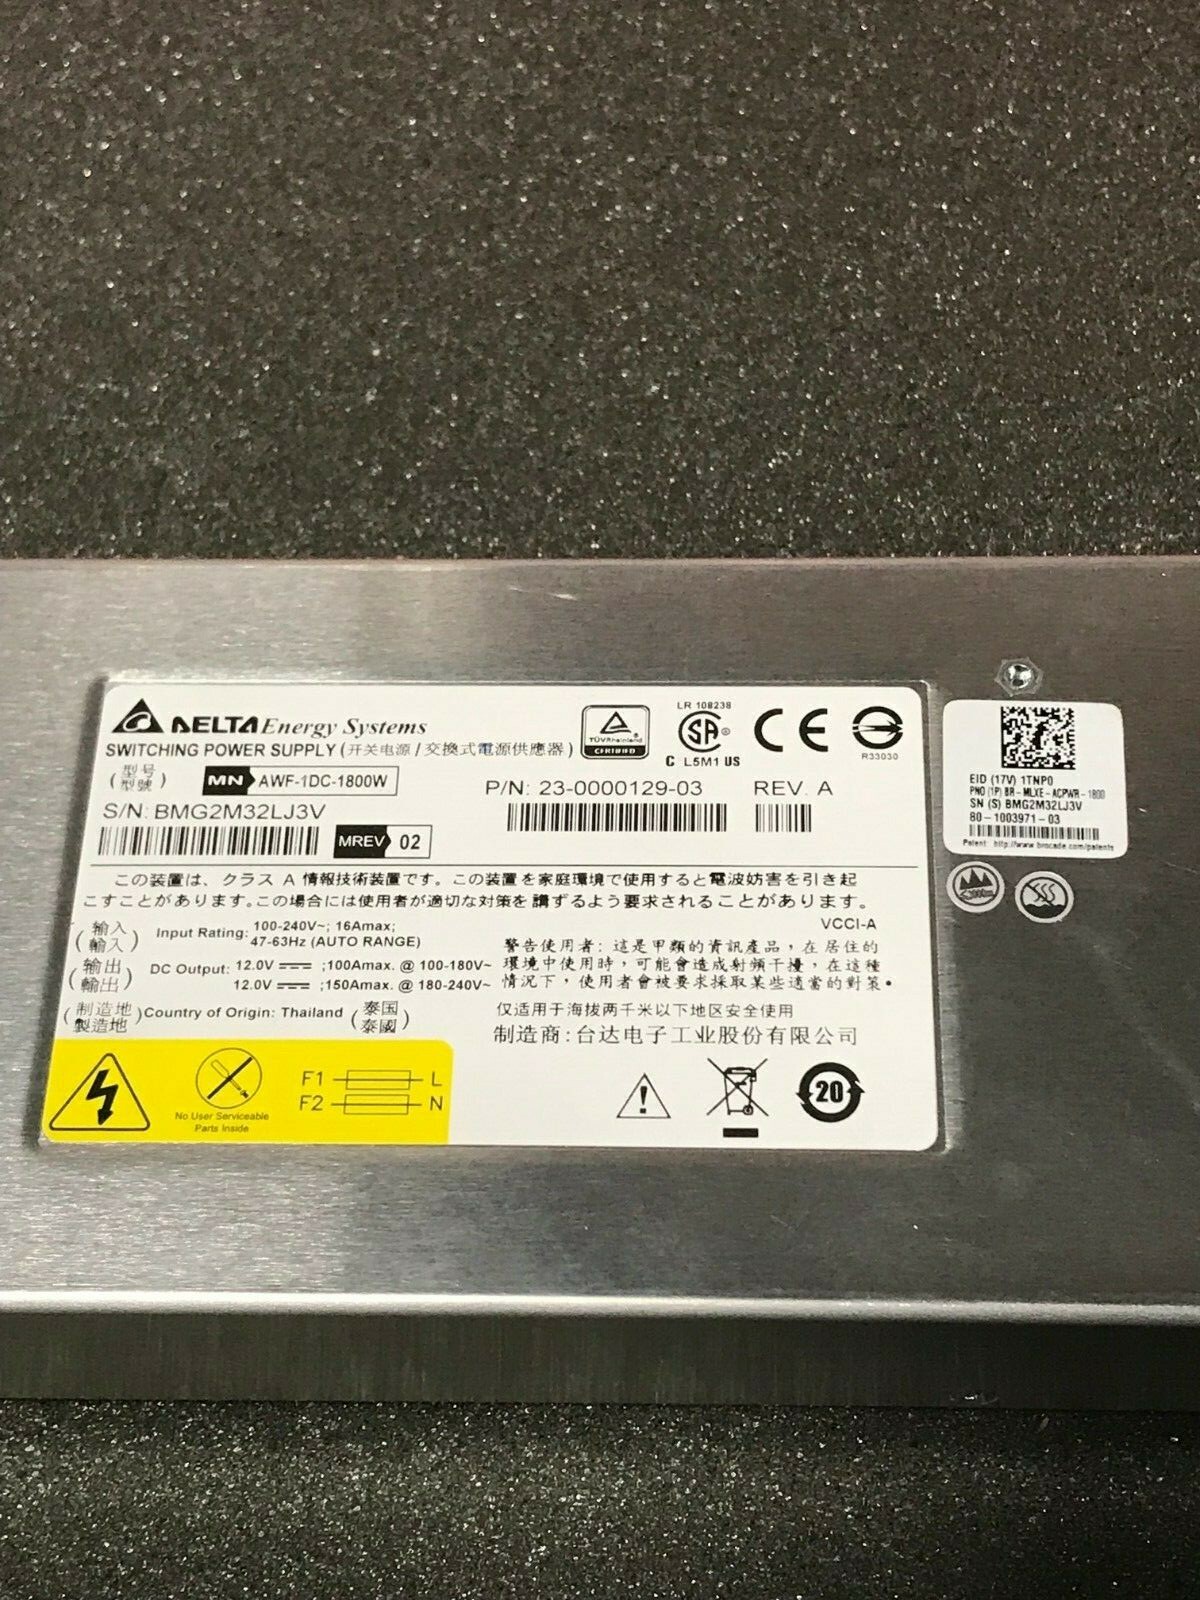 DELTA Energy Systems
SWITCHING POWER SUPPLY (开关电源 / 交換式電源供應器)
(型号
型號)
MN AWF-1DC-1800W
S/N: BMG2M32LJ3V
MREV 02
P/N: 23-0000129-03
REV. A
TÜVRheinland
CERTIFIED
LR 108238
SA ®
C L5M1 US
CE
R33030
この装置は、クラス A 情報技術装置です。この装置を家庭環境で使用すると電波妨害を引き起
こすことがあります。この場合には使用者が適切な対策を講ずるよう要求されることがあります。
VCCI-A
(输入
輸入)
Input Rating: 100-240V~; 16Amax;
47-63Hz (AUTO RANGE)
(输出
輸出)
DC Output: 12.0V ;100Amax. @ 100-180V~
12.0V ;150Amax. @ 180-240V~
(制造地
製造地)
Country of Origin: Thailand (泰国
泰國)
警告使用者: 這是甲類的資訊產品，在居住的
環境中使用時，可能會造成射頻干擾，在這種
情況下，使用者會被要求採取某些適當的對策。
仅适用于海拔两千米以下地区安全使用
制造商:台达电子工业股份有限公司
No User Serviceable
Parts Inside
F1 L
F2 N
20
EID (17V) 1TNP0
PNO (1P) BR-MLXE-ACPWR-1800
SN (S) BMG2M32LJ3V
80-1003971-03
Patent: http://www.brocade.com/patents